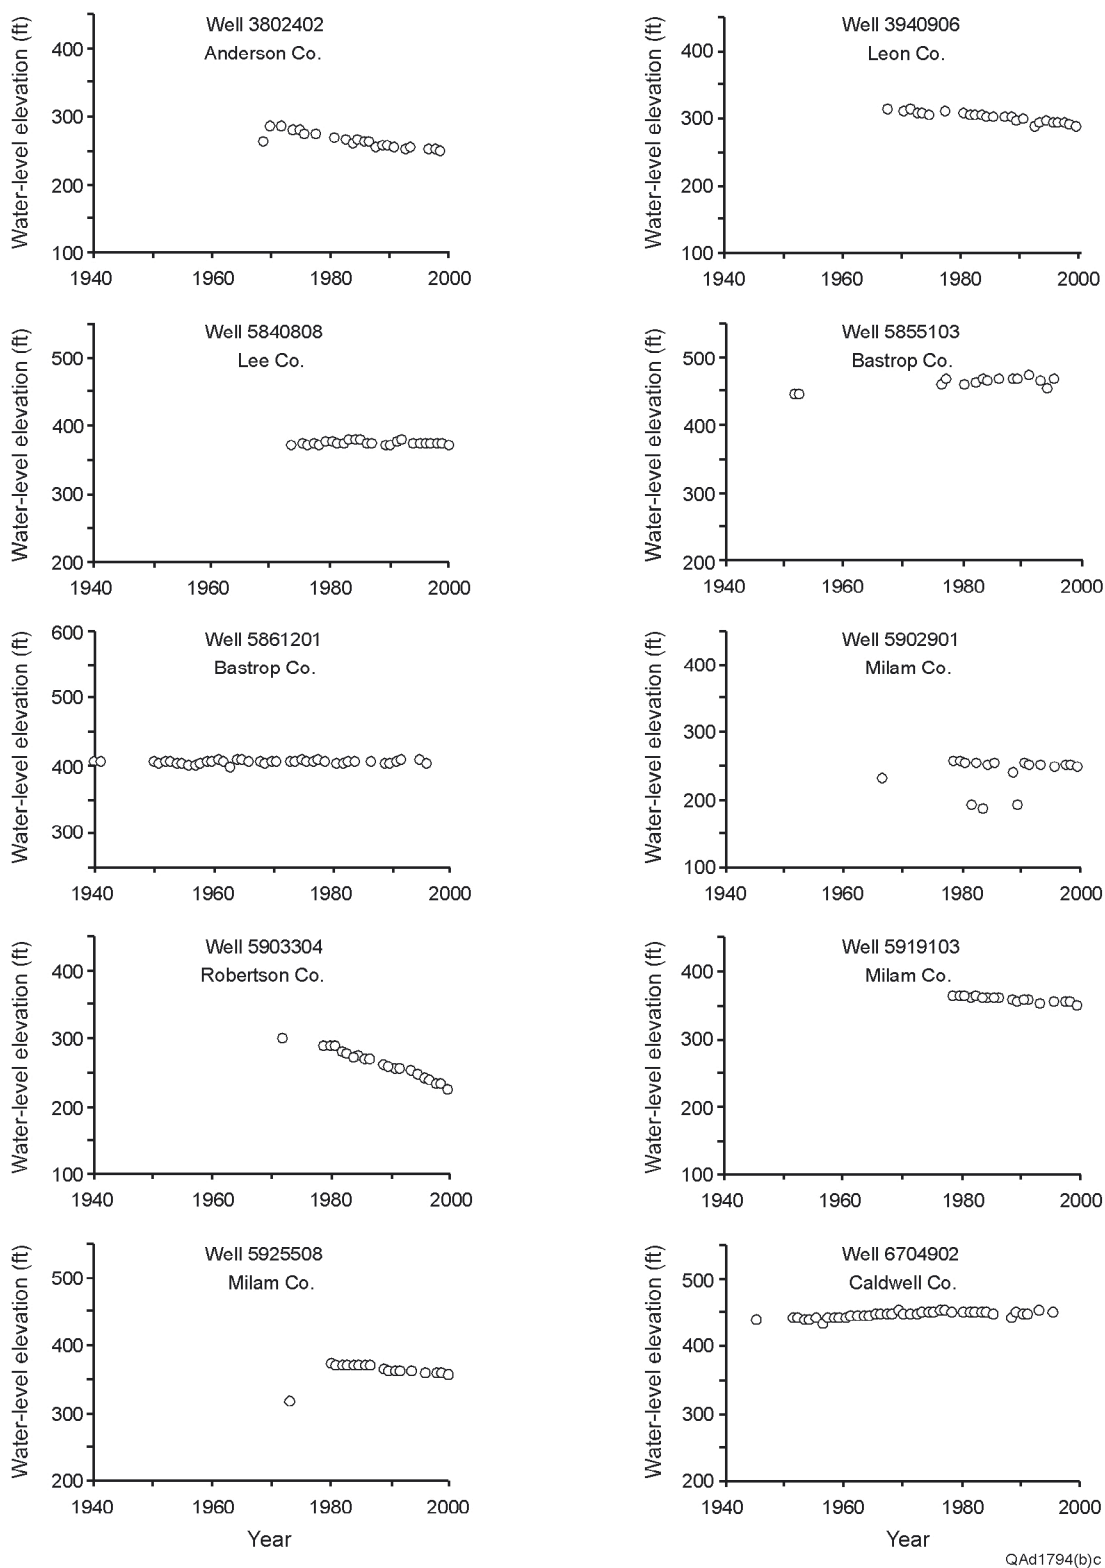 Well 3802402
Anderson Co.
Water-level elevation (ft)
400
300
200
100
1940
1960
1980
2000
Well 3940906
Leon Co.
Water-level elevation (ft)
400
300
200
100
1940
1960
1980
2000
Well 5840808
Lee Co.
Water-level elevation (ft)
500
400
300
200
1940
1960
1980
2000
Well 5855103
Bastrop Co.
Water-level elevation (ft)
500
400
300
200
1940
1960
1980
2000
Well 5861201
Bastrop Co.
Water-level elevation (ft)
600
500
400
300
1940
1960
1980
2000
Well 5902901
Milam Co.
Water-level elevation (ft)
400
300
200
100
1940
1960
1980
2000
Well 5903304
Robertson Co.
Water-level elevation (ft)
400
300
200
100
1940
1960
1980
2000
Well 5919103
Milam Co.
Water-level elevation (ft)
400
300
200
100
1940
1960
1980
2000
Well 5925508
Milam Co.
Water-level elevation (ft)
500
400
300
200
1940
1960
1980
2000
Year
Well 6704902
Caldwell Co.
Water-level elevation (ft)
500
400
300
200
1940
1960
1980
2000
Year
QAd1794(b)c